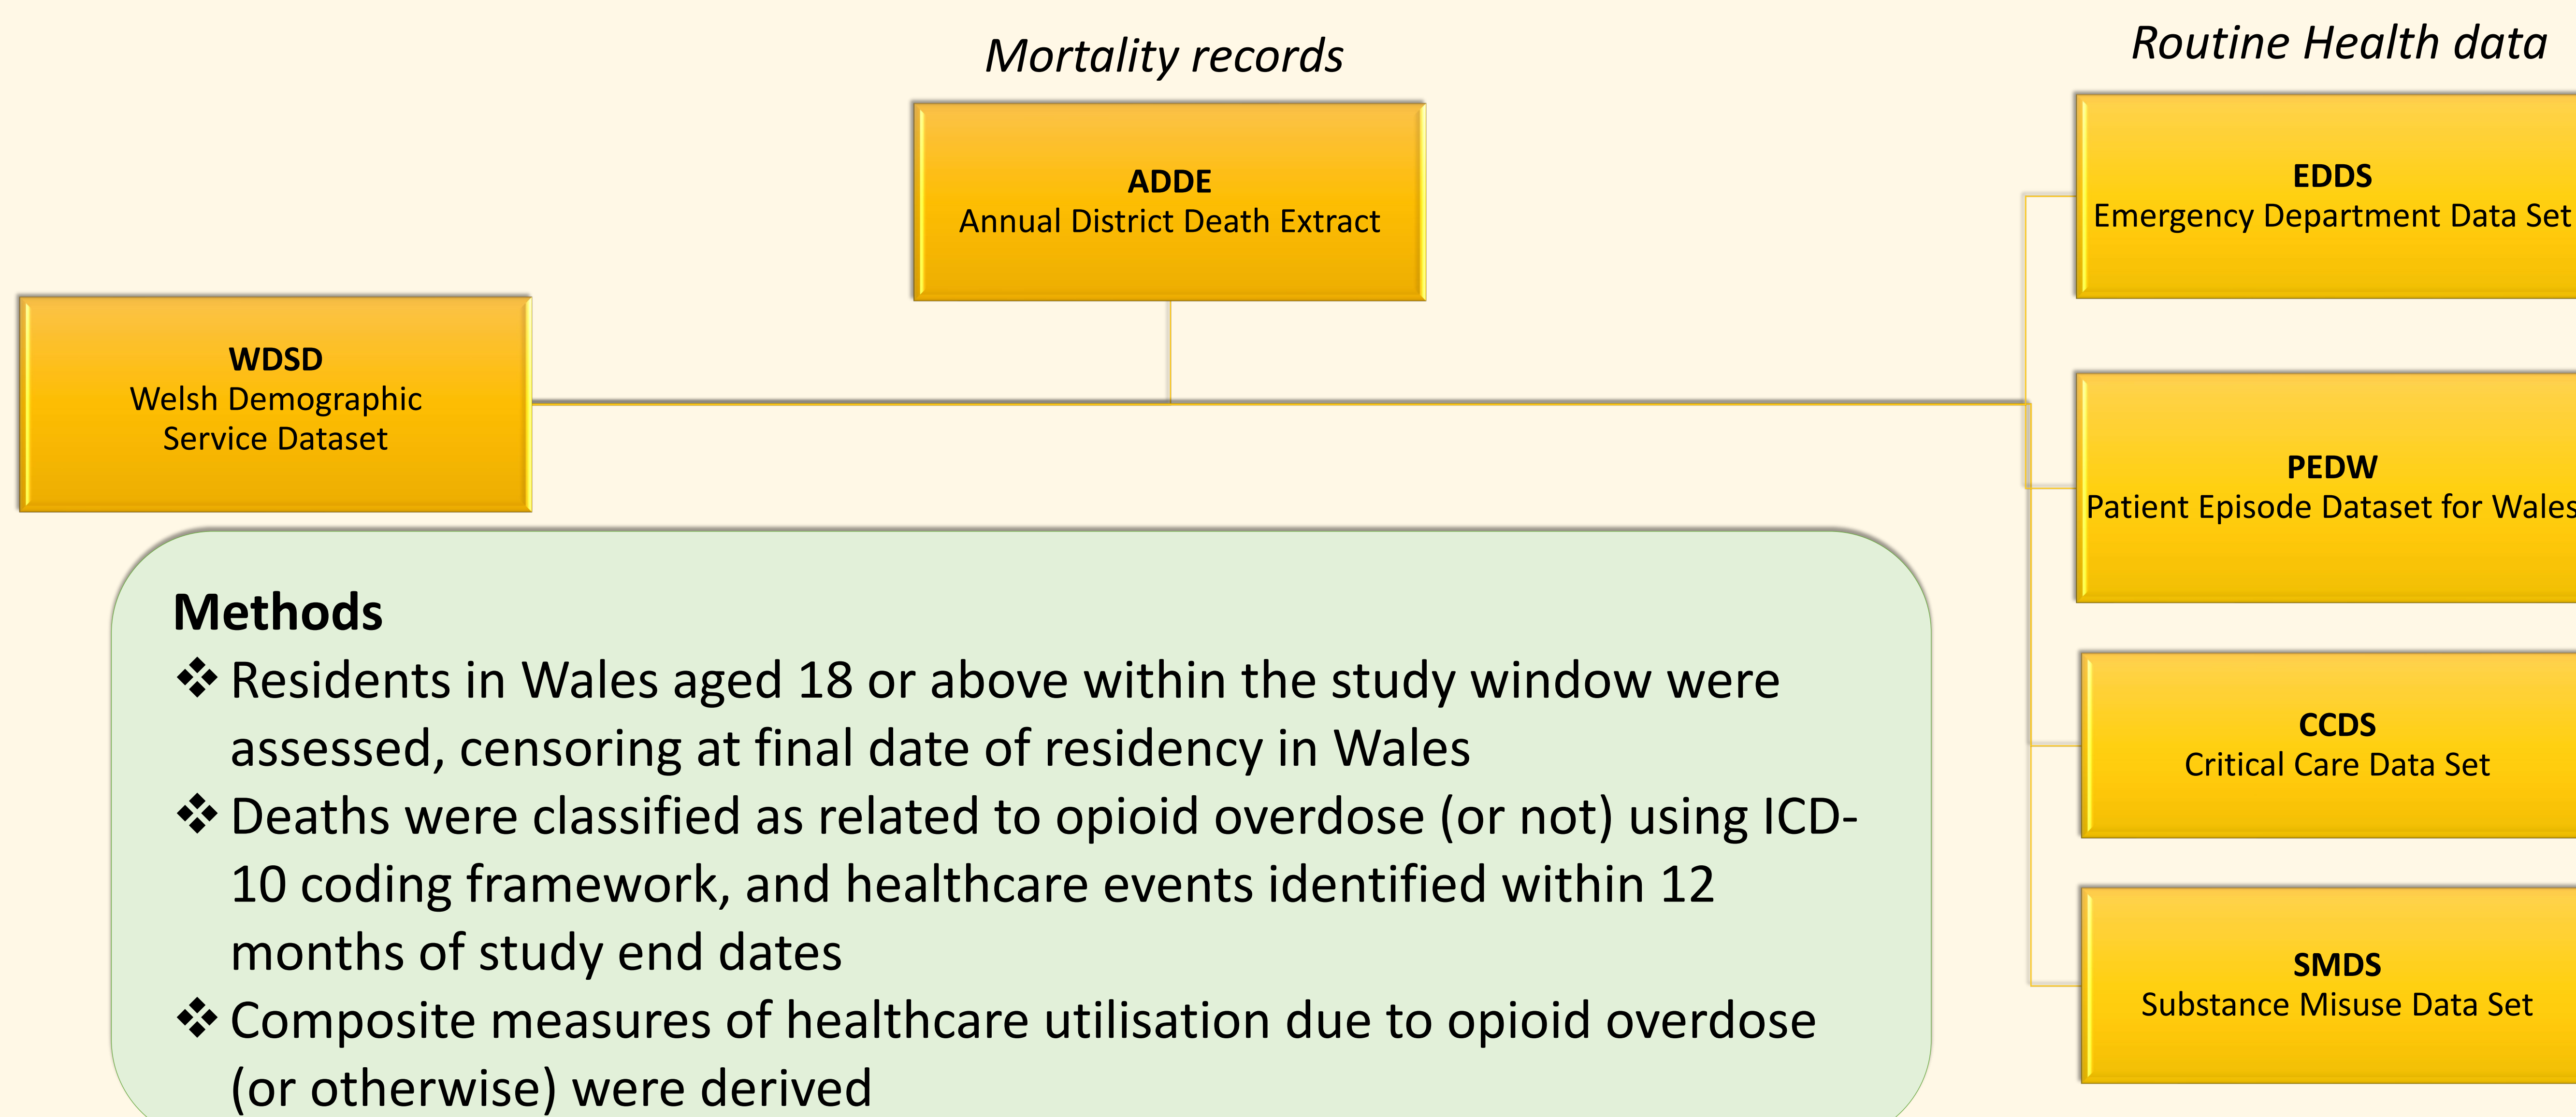 Mortality records
Routine Health data
ADDE
Annual District Death Extract
EDDS
Emergency Department Data Set
WDSD
Welsh Demographic
Service Dataset
PEDW
Patient Episode Dataset for Wales
CCDS
Critical Care Data Set
SMDS
Substance Misuse Data Set
Methods
❖ Residents in Wales aged 18 or above within the study window were
assessed, censoring at final date of residency in Wales
❖ Deaths were classified as related to opioid overdose (or not) using ICD-
10 coding framework, and healthcare events identified within 12
months of study end dates
❖ Composite measures of healthcare utilisation due to opioid overdose
(or otherwise) were derived